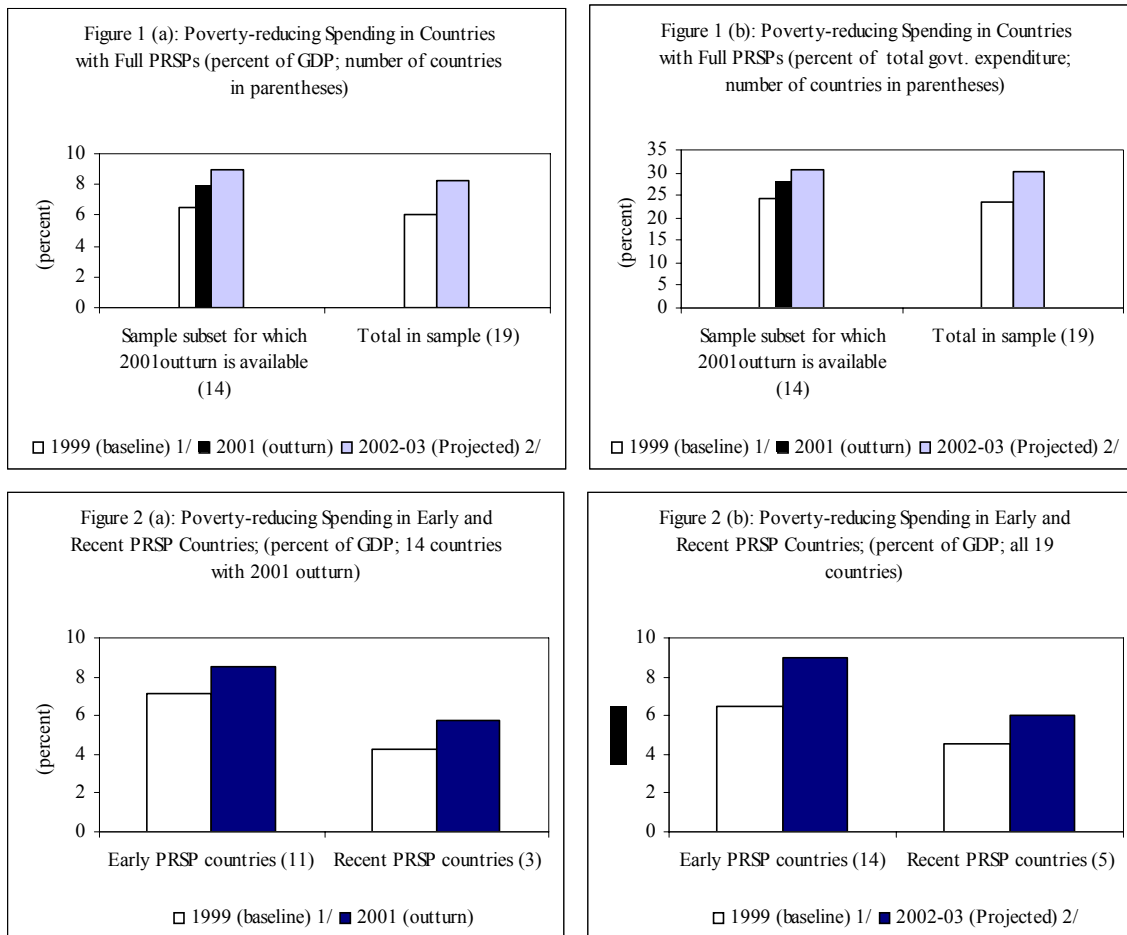 Figure 1 (a): Poverty-reducing Spending in Countries
with Full PRSPs (percent of GDP; number of countries
in parentheses)
10
8
6
4
2
0
(percent)
Sample subset for which
2001outturn is available
(14)
Total in sample (19)
1999 (baseline) 1/ 2001 (outturn) 2002-03 (Projected) 2/
Figure 1 (b): Poverty-reducing Spending in Countries
with Full PRSPs (percent of total govt. expenditure;
number of countries in parentheses)
35
30
25
20
15
10
5
0
(percent)
Sample subset for which
2001outturn is available
(14)
Total in sample (19)
1999 (baseline) 1/ 2001 (outturn) 2002-03 (Projected) 2/
Figure 2 (a): Poverty-reducing Spending in Early and
Recent PRSP Countries; (percent of GDP; 14 countries
with 2001 outturn)
10
8
6
4
2
0
(percent)
Early PRSP countries (11)
Recent PRSP countries (3)
1999 (baseline) 1/ 2001 (outturn)
Figure 2 (b): Poverty-reducing Spending in Early and
Recent PRSP Countries; (percent of GDP; all 19
countries)
10
8
6
4
2
0
Early PRSP countries (14)
Recent PRSP countries (5)
1999 (baseline) 1/ 2002-03 (Projected) 2/